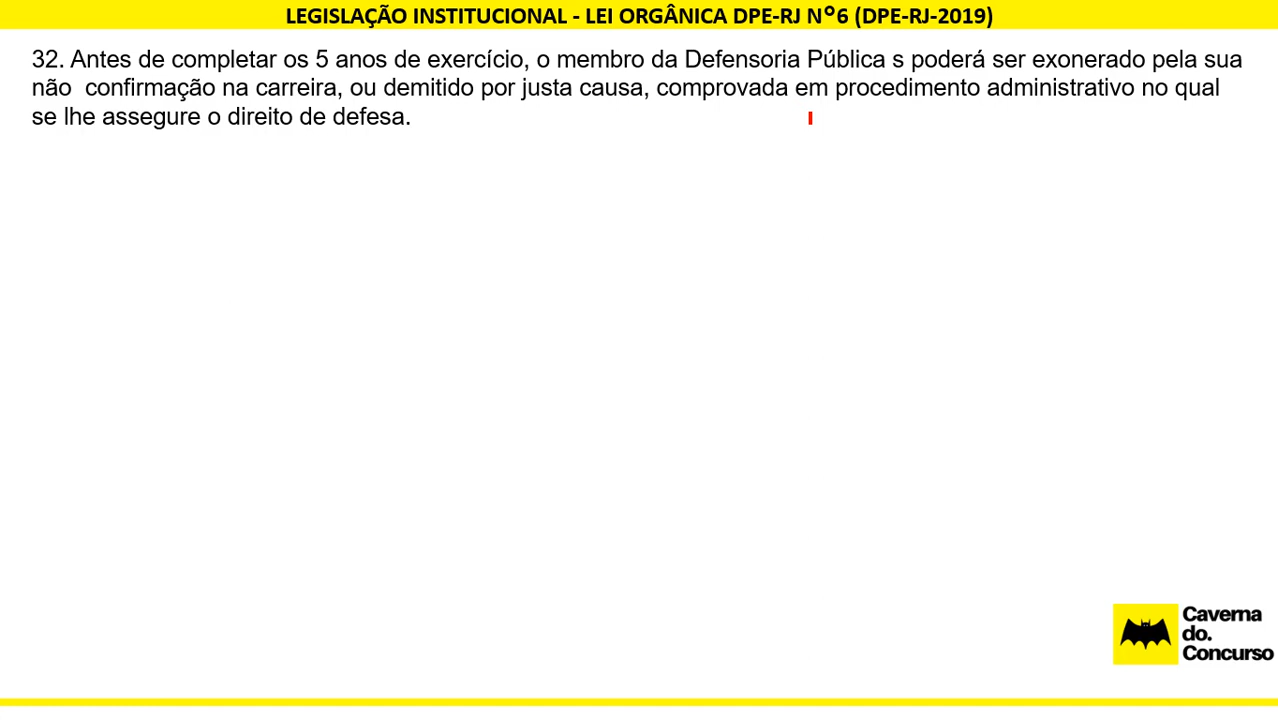 LEGISLAÇÃO INSTITUCIONAL - LEI ORGÂNICA DPE-RJ Nº6 (DPE-RJ-2019)
32. Antes de completar os 5 anos de exercício, o membro da Defensoria Pública s poderá ser exonerado pela sua
não  confirmação na carreira, ou demitido por justa causa, comprovada em procedimento administrativo no qual
se lhe assegure o direito de defesa.
Caverna
do.
Concurso